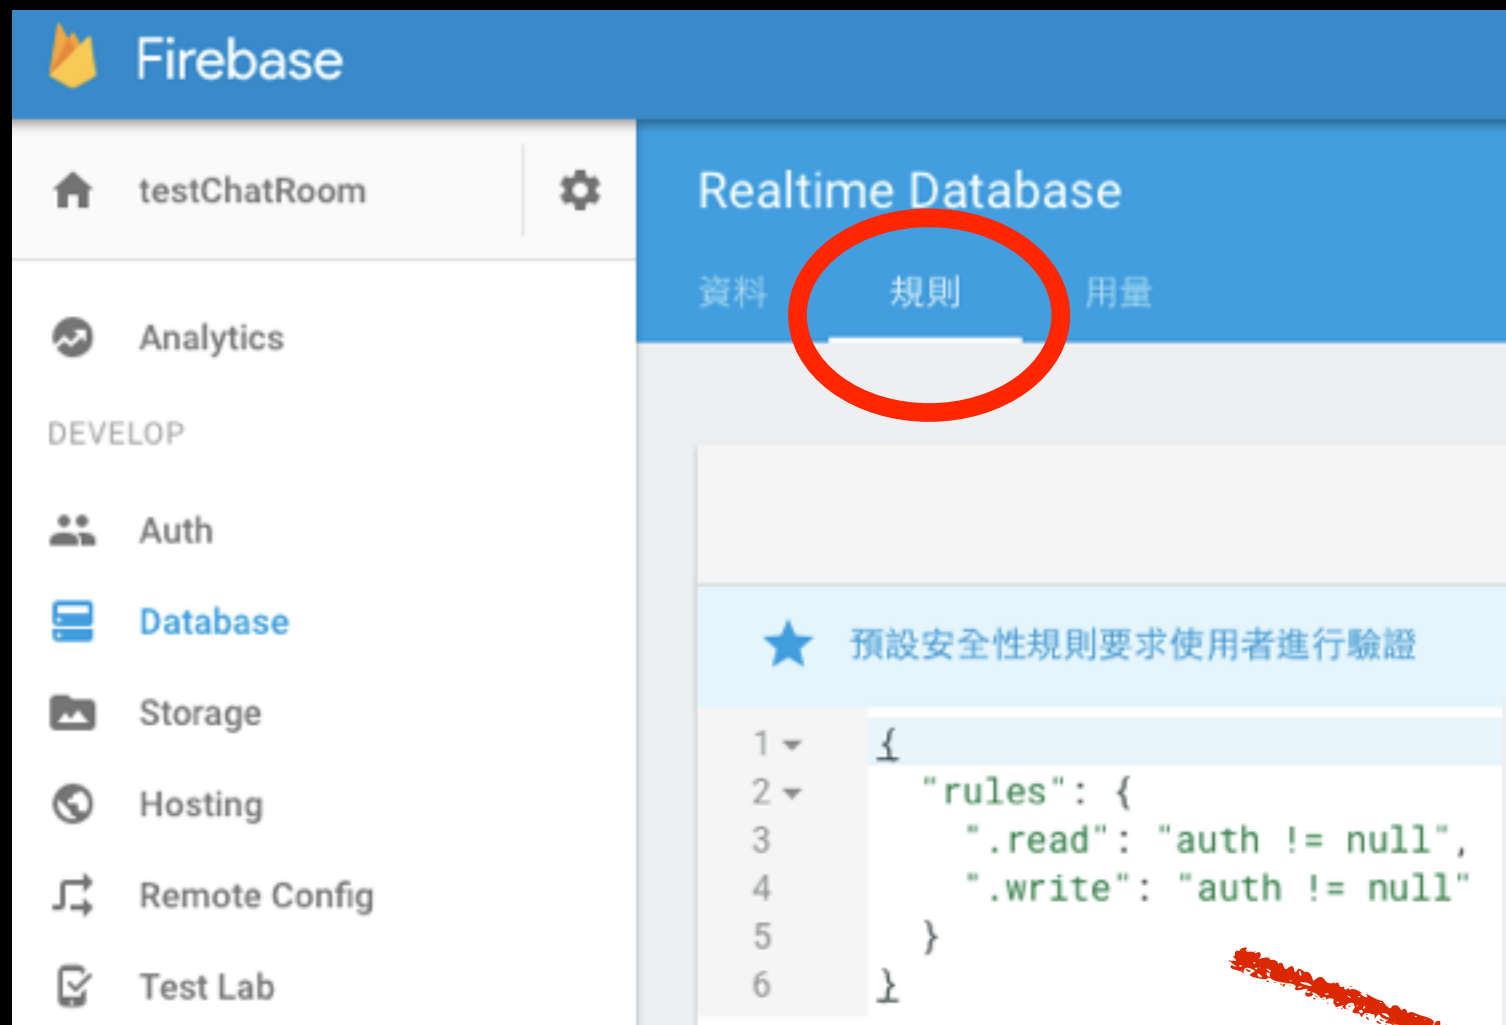 Firebase
testChatRoom
Analytics
DEVELOP
Auth
Database
Storage
Hosting
Remote Config
Test Lab
Realtime Database
資料 規則 用量
預設安全性規則要求使用者進行驗證
1 {
2 "rules": {
3 ".read": "auth != null",
4 ".write": "auth != null"
5 }
6 }